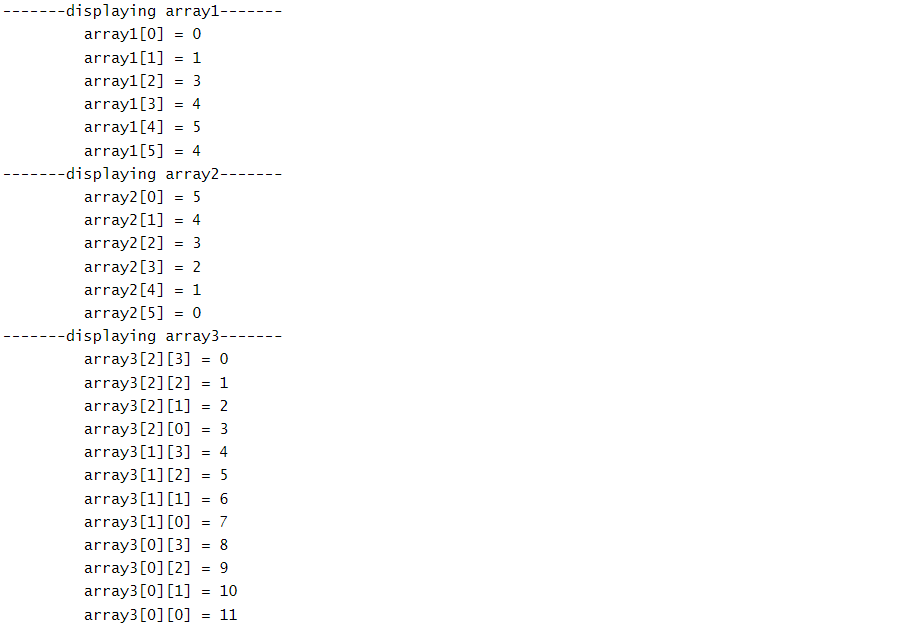 -------displaying array1-------
array1[0] = 0
array1[1] = 1
array1[2] = 3
array1[3] = 4
array1[4] = 5
array1[5] = 4
-------displaying array2-------
array2[0] = 5
array2[1] = 4
array2[2] = 3
array2[3] = 2
array2[4] = 1
array2[5] = 0
-------displaying array3-------
array3[2][3] = 0
array3[2][2] = 1
array3[2][1] = 2
array3[2][0] = 3
array3[1][3] = 4
array3[1][2] = 5
array3[1][1] = 6
array3[1][0] = 7
array3[0][3] = 8
array3[0][2] = 9
array3[0][1] = 10
array3[0][0] = 11